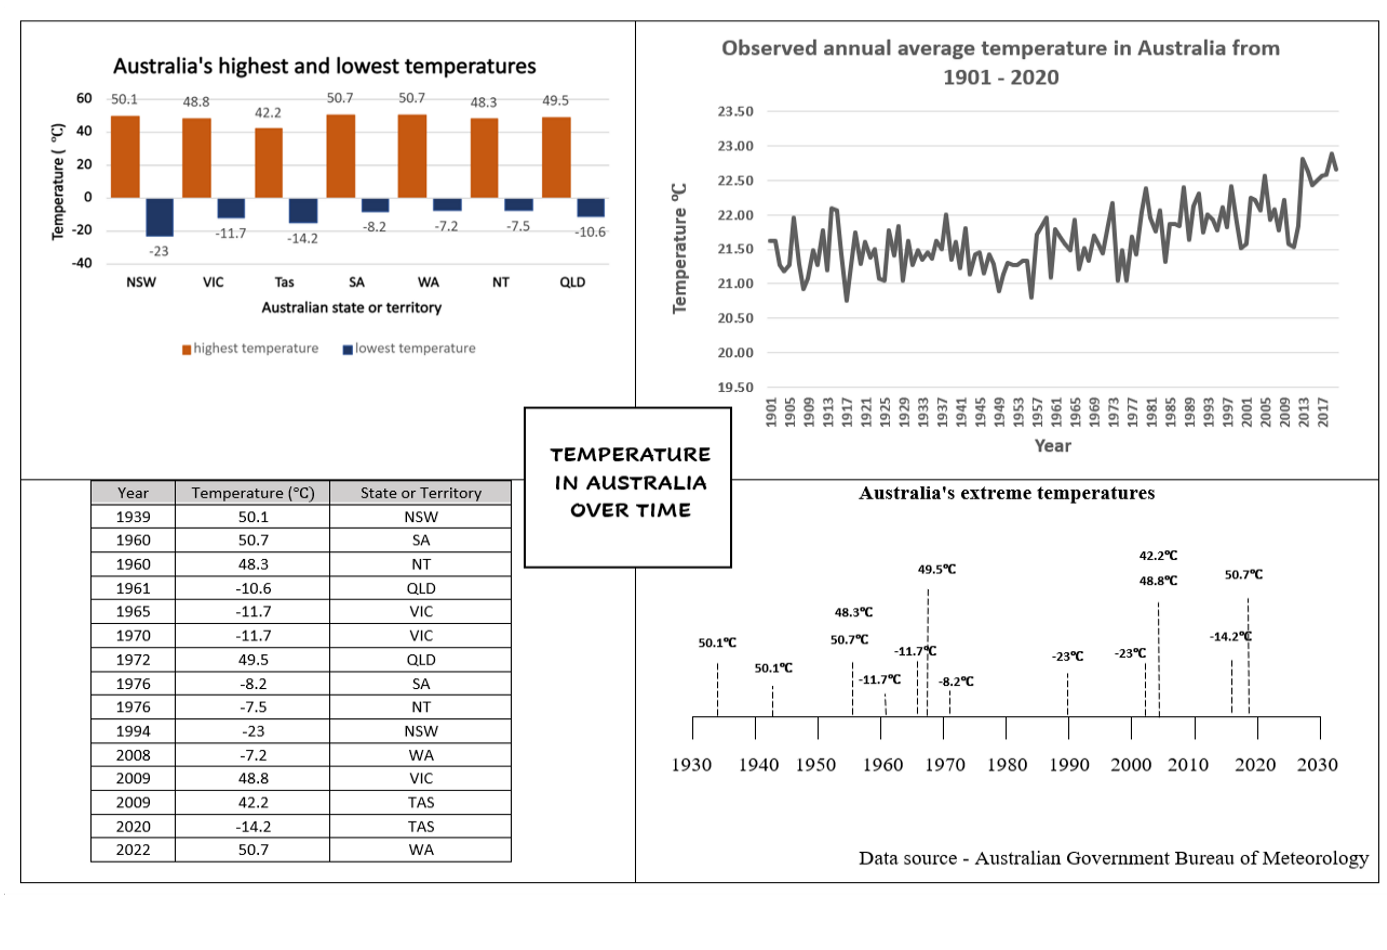 Australia's highest and lowest temperatures
Temperature ( °C)
60
40
20
0
-20
-40
50.1
48.8
42.2
50.7
50.7
48.3
49.5
-23
-11.7
-14.2
-8.2
-7.2
-7.5
-10.6
NSW VIC Tas SA WA NT QLD
Australian state or territory
highest temperature lowest temperature
Observed annual average temperature in Australia from
1901 - 2020
Temperature °C
23.50
23.00
22.50
22.00
21.50
21.00
20.50
20.00
19.50
1901 1905 1909 1913 1917 1921 1925 1929 1933 1937 1941 1945 1949 1953 1957 1961 1965 1969 1973 1977 1981 1985 1989 1993 1997 2001 2005 2009 2013 2017
Year
TEMPERATURE
IN AUSTRALIA
OVER TIME
Year Temperature (°C) State or Territory
1939 50.1 NSW
1960 50.7 SA
1960 48.3 NT
1961 -10.6 QLD
1965 -11.7 VIC
1970 -11.7 VIC
1972 49.5 QLD
1976 -8.2 SA
1976 -7.5 NT
1994 -23 NSW
2008 -7.2 WA
2009 48.8 VIC
2009 42.2 TAS
2020 -14.2 TAS
2022 50.7 WA
Australia's extreme temperatures
50.1°C
50.1°C
48.3°C
50.7°C
-11.7°C
-11.7°C
49.5°C
-8.2°C
-23°C
-23°C
42.2°C
48.8°C
-14.2°C
50.7°C
1930 1940 1950 1960 1970 1980 1990 2000 2010 2020 2030
Data source - Australian Government Bureau of Meteorology